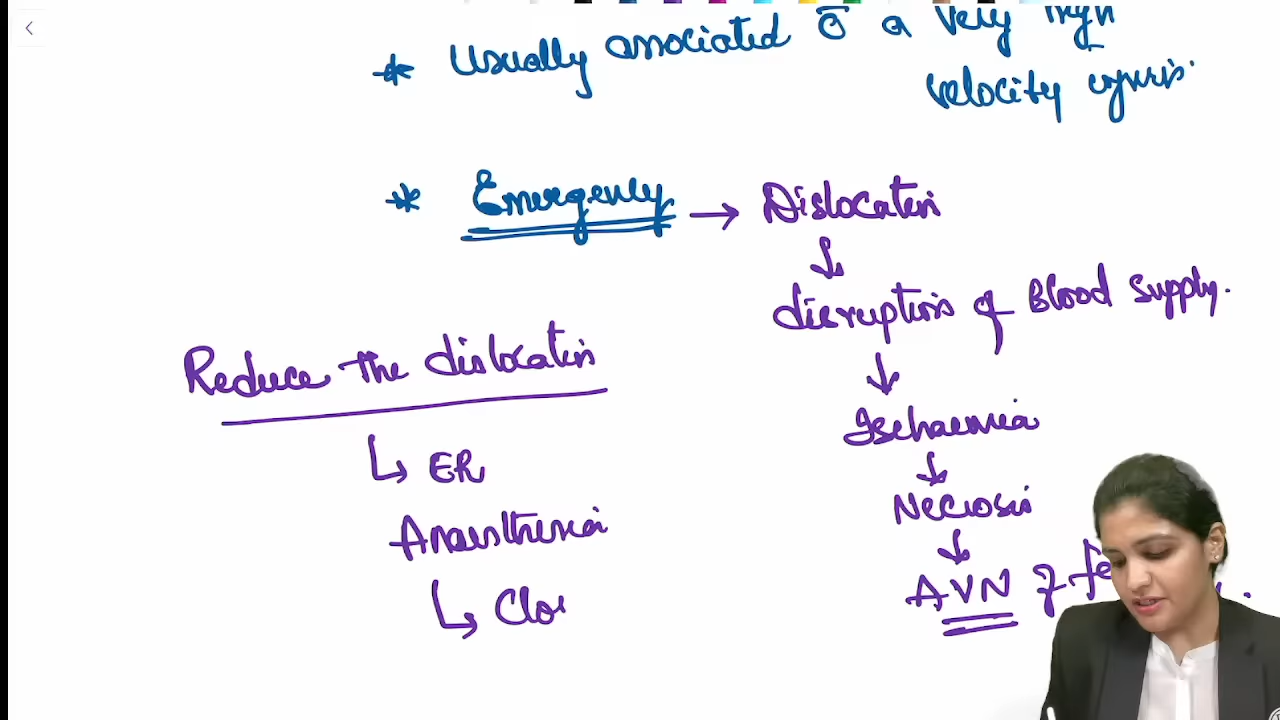 * Usually associated c̄ a very high
velocity injuries.
* Emergency → Dislocation
↓
disruption of Blood supply.
↓
Reduce the dislocation
Ischaemia
↳ ER
↓
Necrosis
Anaesthesia
↓
AVN of fe
↳ Clo